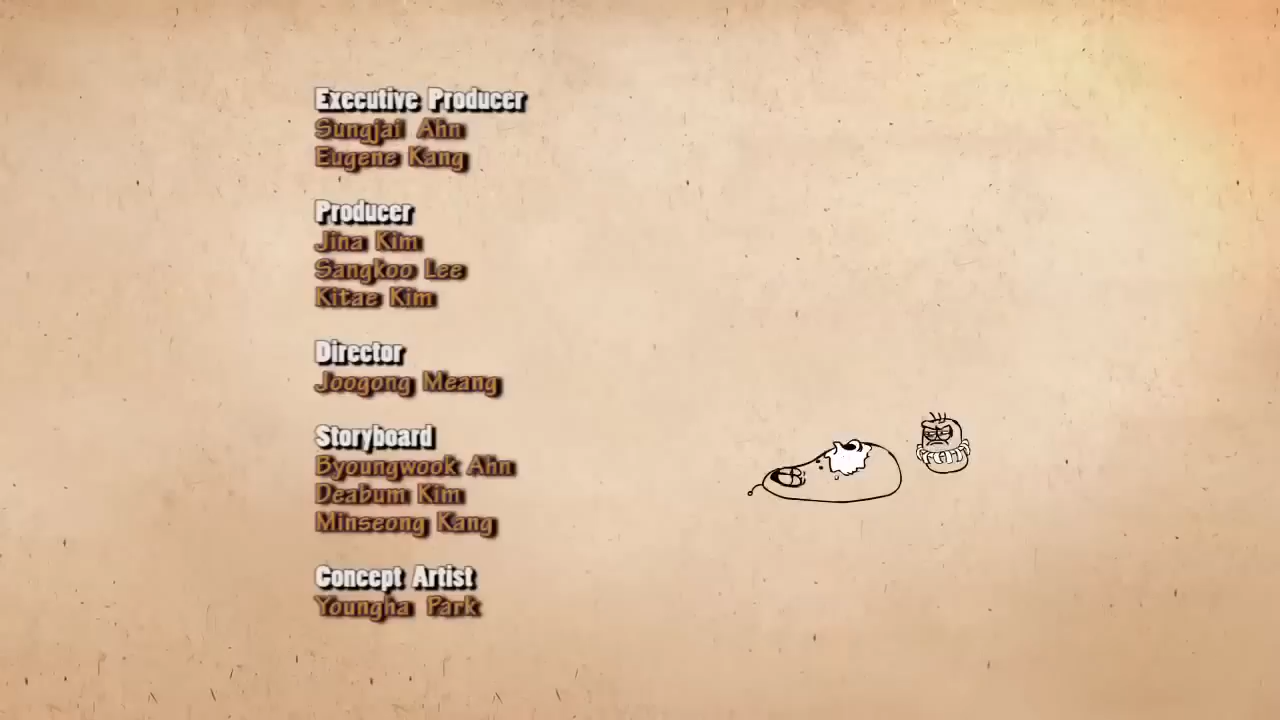 Executive Producer
Sungjai Ahn
Eugene Kang
Producer
Jina Kim
Sangkoo Lee
Kitae Kim
Director
Joogong Meang
Storyboard
Byoungwook Ahn
Deabum Kim
Minseong Kang
Concept Artist
Youngha Park